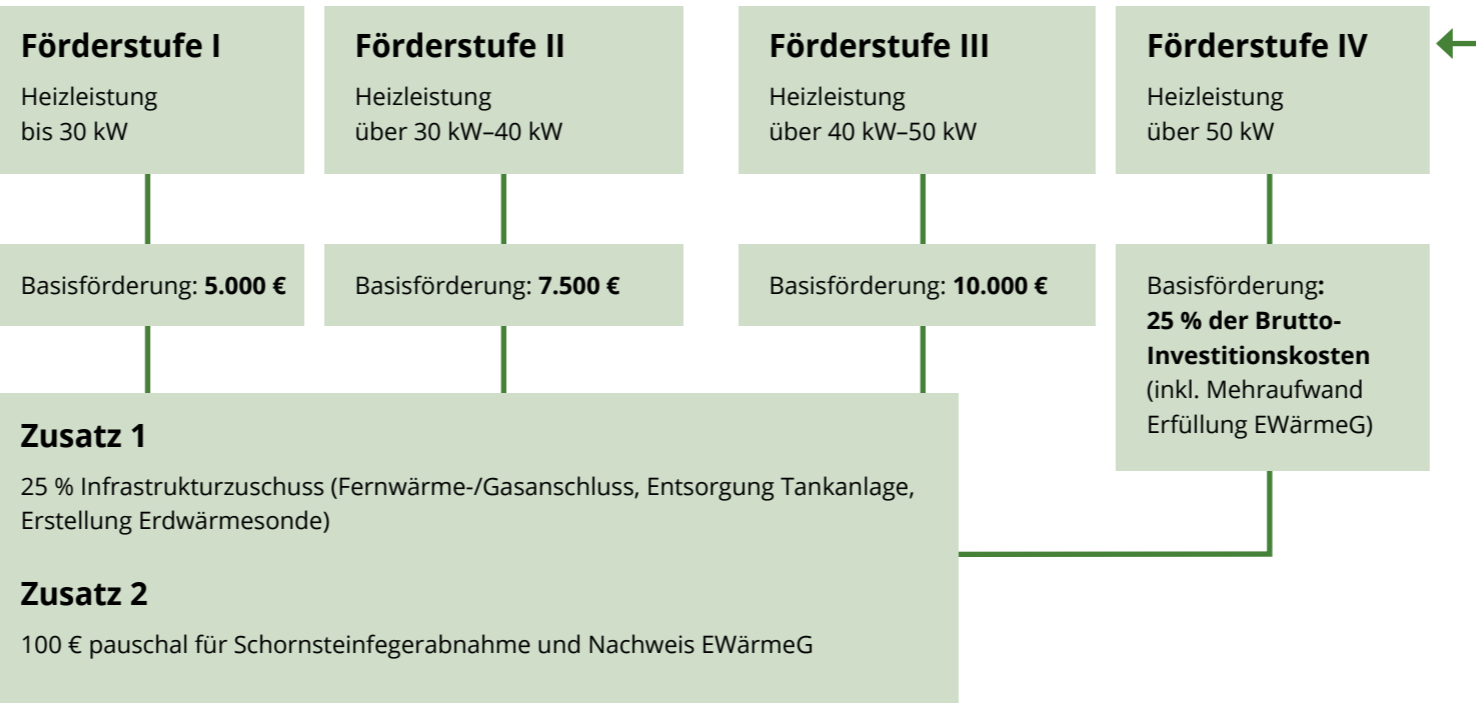 Förderstufe I
Heizleistung
bis 30 kW
Basisförderung: 5.000 €
Förderstufe II
Heizleistung
über 30 kW–40 kW
Basisförderung: 7.500 €
Förderstufe III
Heizleistung
über 40 kW–50 kW
Basisförderung: 10.000 €
Förderstufe IV
Heizleistung
über 50 kW
Basisförderung:
25 % der Brutto-
Investitionskosten
(inkl. Mehraufwand
Erfüllung EWärmeG)
Zusatz 1
25 % Infrastrukturzuschuss (Fernwärme-/Gasanschluss, Entsorgung Tankanlage,
Erstellung Erdwärmesonde)
Zusatz 2
100 € pauschal für Schornsteinfegerabnahme und Nachweis EWärmeG